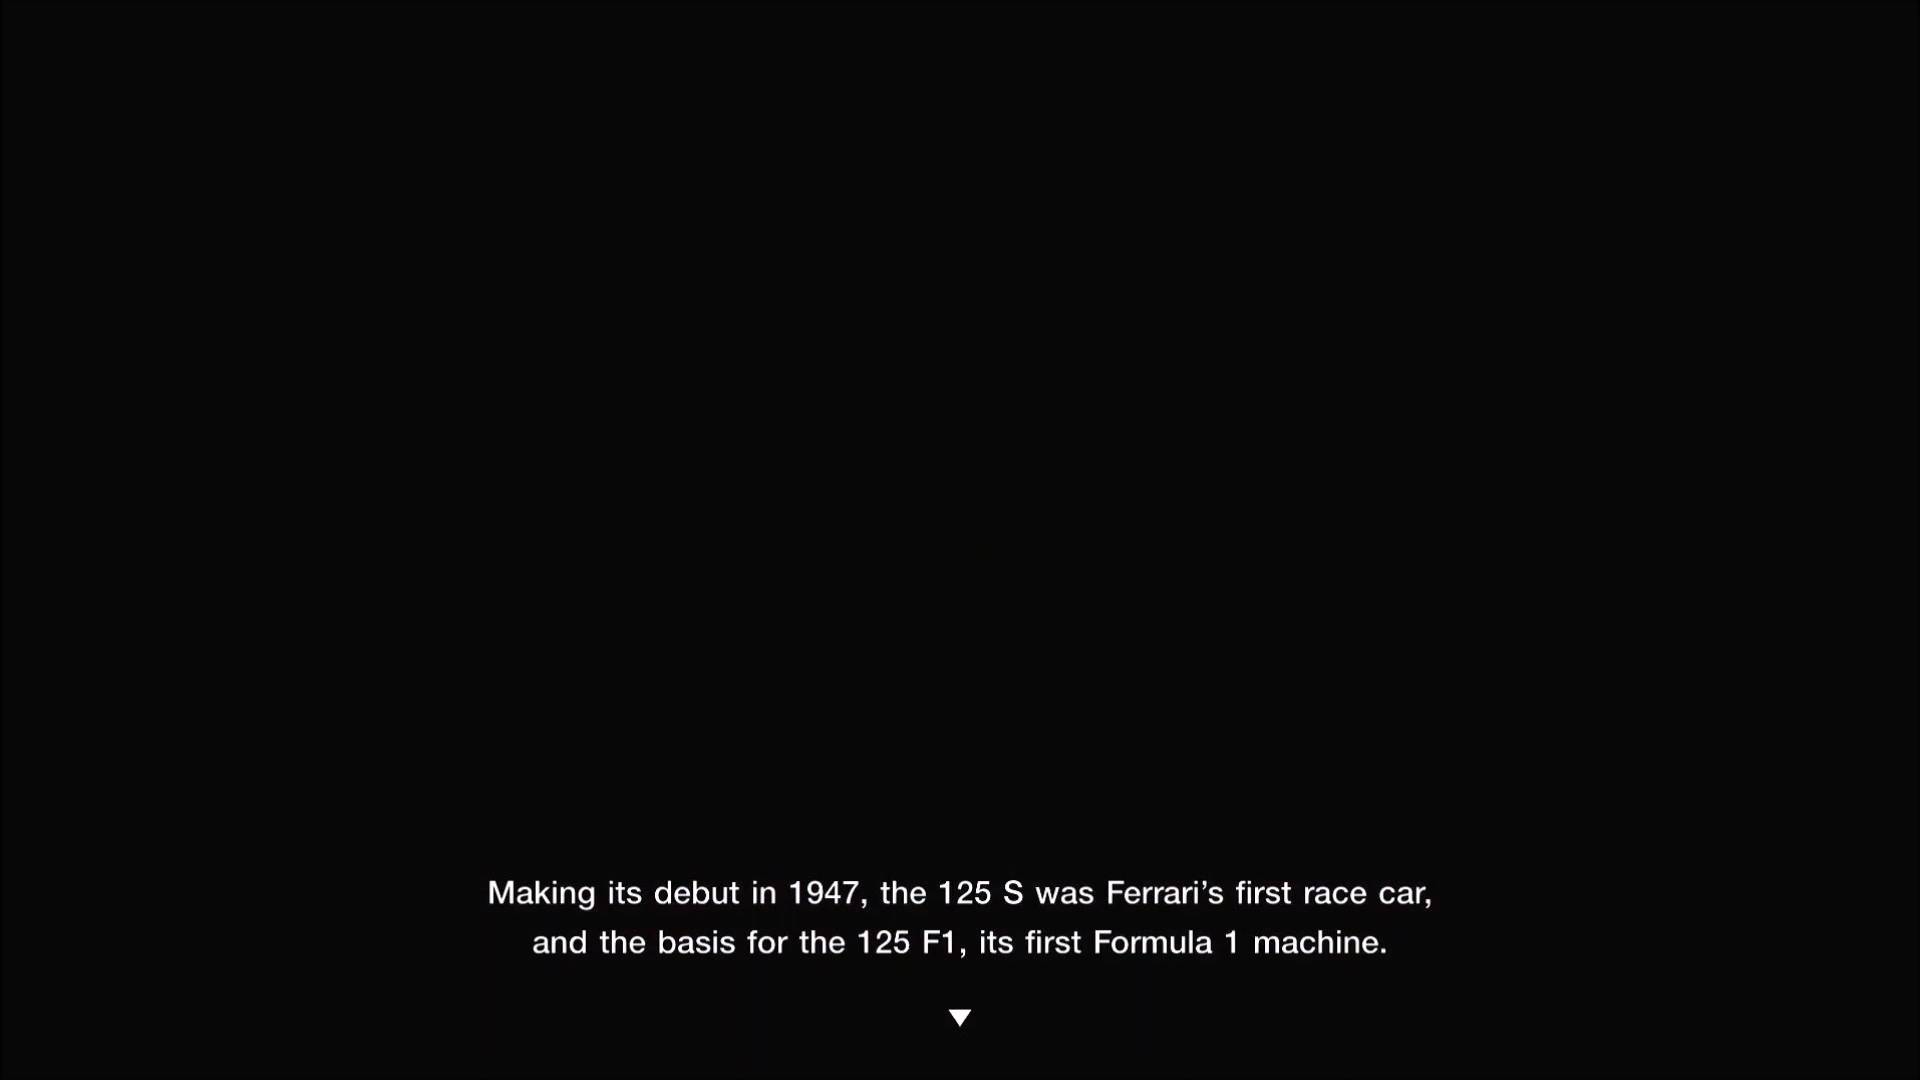 Making its debut in 1947, the 125 S was Ferrari’s first race car,
and the basis for the 125 F1, its first Formula 1 machine.